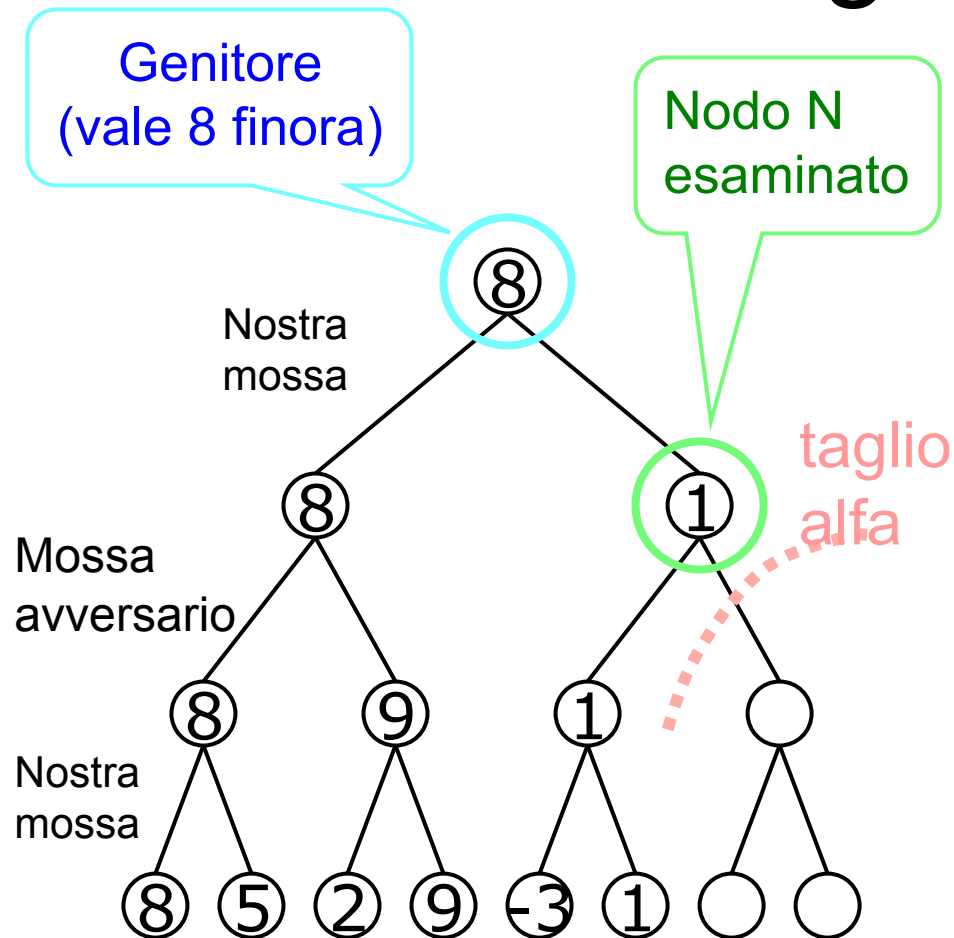 g
Genitore
(vale 8 finora)
Nodo N
esaminato
8
Nostra
mossa
taglio
alfa
8
1
Mossa
avversario
8
9
1
Nostra
mossa
8
5
2
9
-3
1